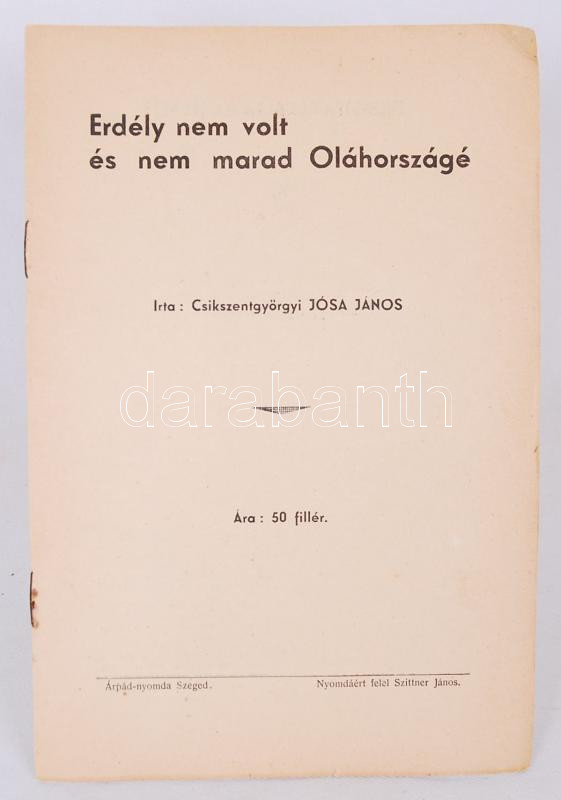 Erdély nem volt
és nem marad Oláhországé
Irta : Csikszentgyörgyi JÓSA JÁNOS
darabanth
Ára : 50 fillér.
Árpád-nyomda Szeged. Nyomdáért felel Szittner János.